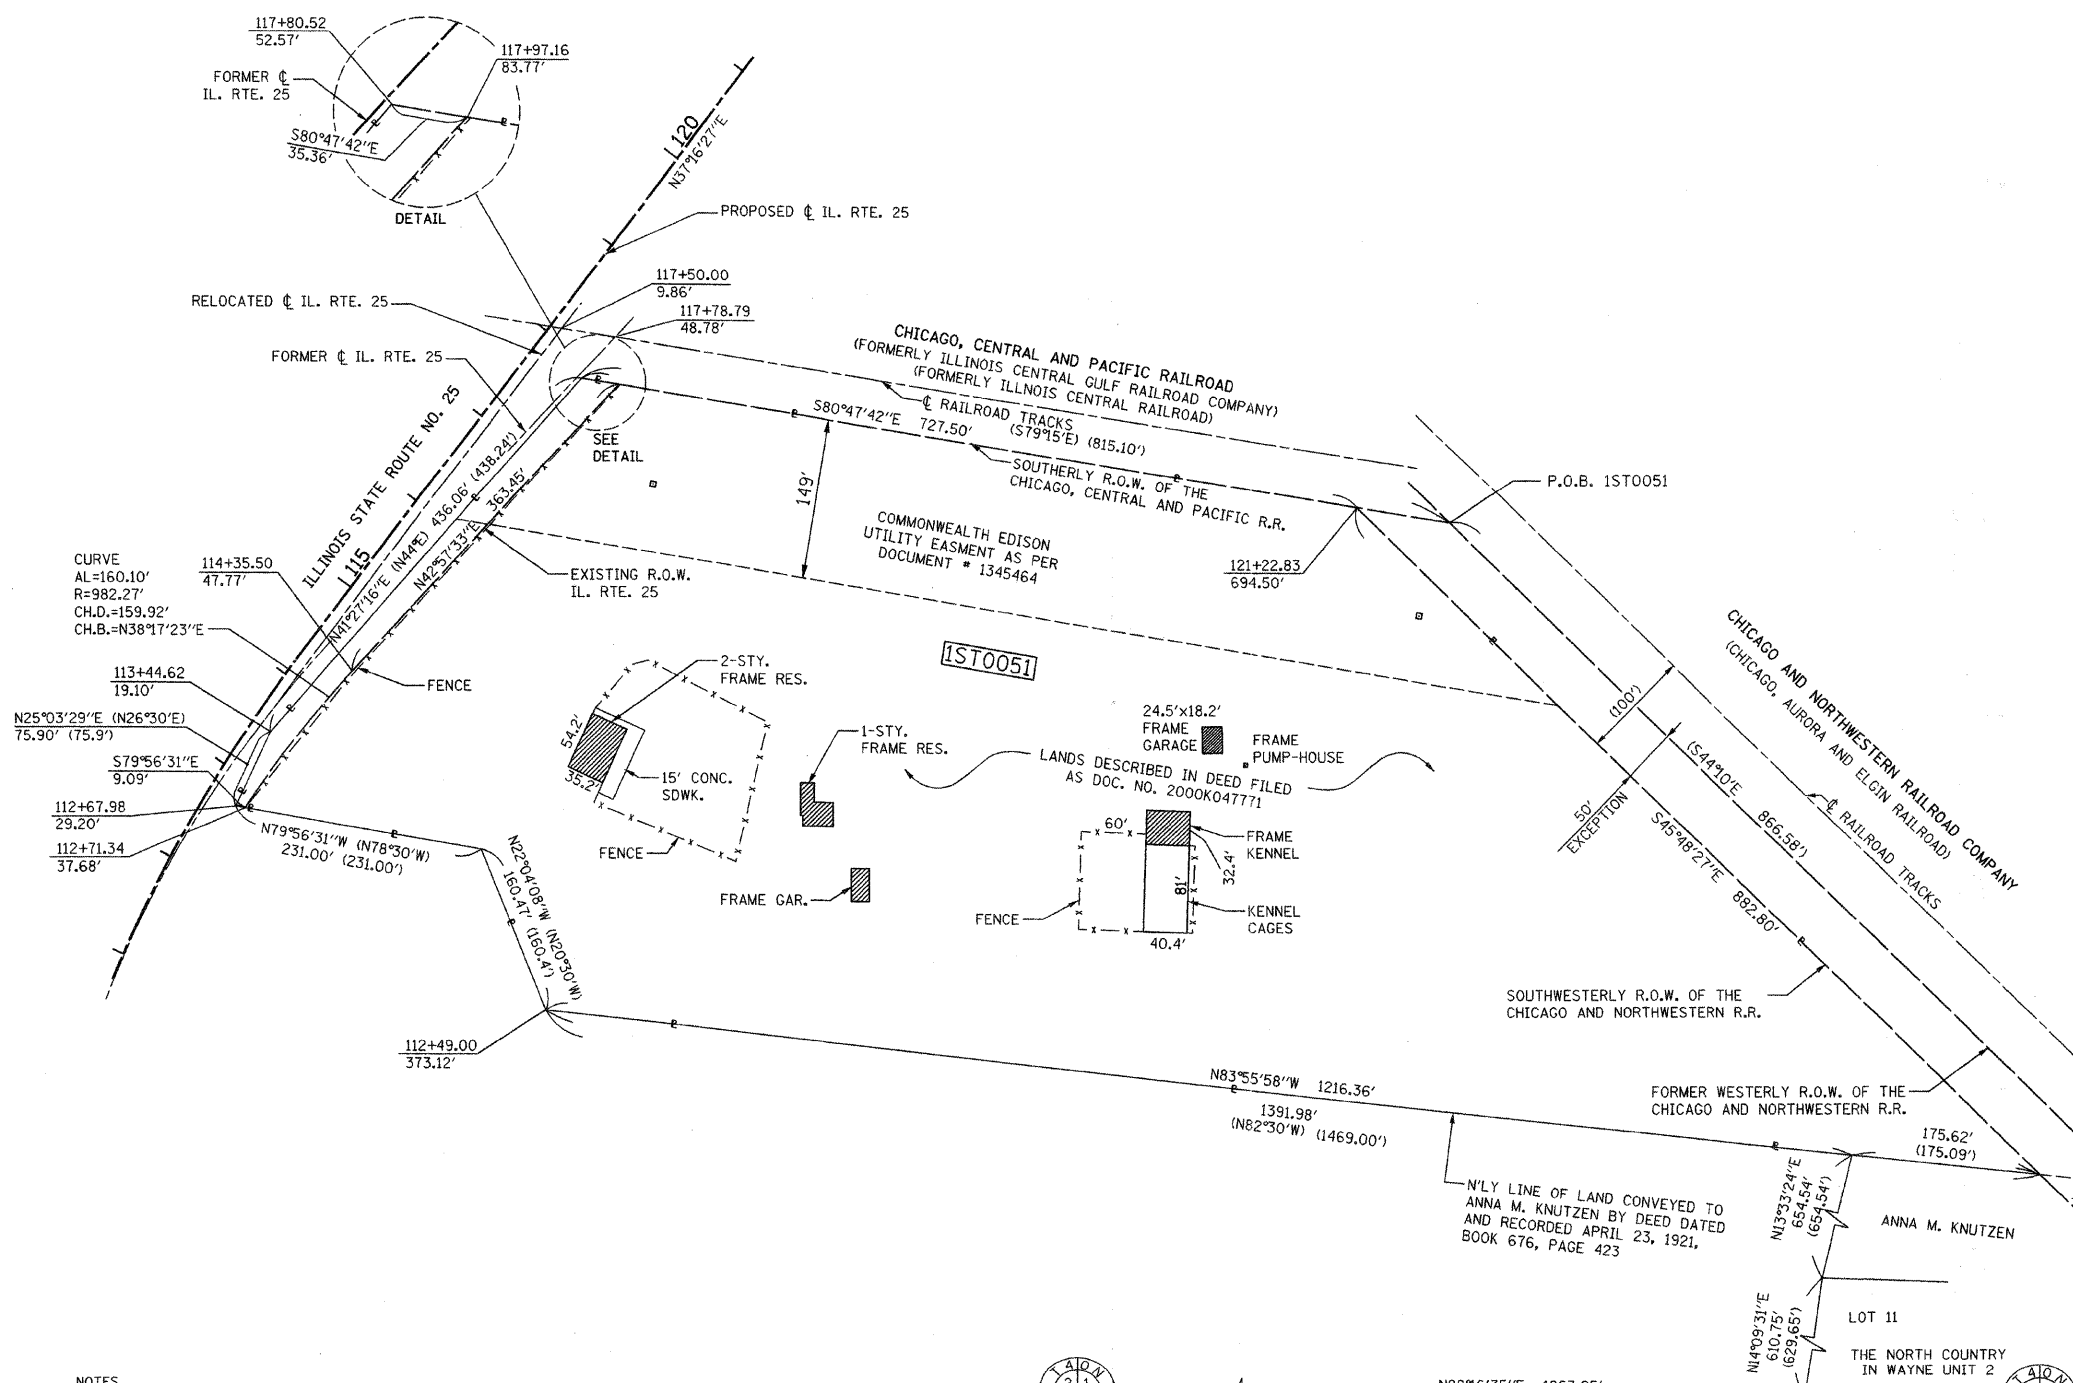 117+80.52
52.57'
117+97.16
83.77'
FORMER ℄
IL. RTE. 25
S80°47'42"E
35.36'
DETAIL
120
N37°16'27"E
PROPOSED ℄ IL. RTE. 25
RELOCATED ℄ IL. RTE. 25
117+50.00
9.86'
117+78.79
48.78'
FORMER ℄ IL. RTE. 25
CHICAGO, CENTRAL AND PACIFIC RAILROAD
(FORMERLY ILLINOIS CENTRAL GULF RAILROAD COMPANY)
(FORMERLY ILLNOIS CENTRAL RAILROAD)
℄ RAILROAD TRACKS
S80°47'42"E 727.50'
(S79°15'E) (815.10')
SEE
DETAIL
SOUTHERLY R.O.W. OF THE
CHICAGO, CENTRAL AND PACIFIC R.R.
P.O.B. 1ST0051
149'
COMMONWEALTH EDISON
UTILITY EASMENT AS PER
DOCUMENT # 1345464
ILLINOIS STATE ROUTE NO. 25
115
N41°27'16"E (N44°E) 436.06' (438.24')
N42°57'33"E 363.45'
EXISTING R.O.W.
IL. RTE. 25
121+22.83
694.50'
CURVE
AL=160.10'
R=982.27'
CH.D.=159.92'
CH.B.=N38°17'23"E
114+35.50
47.77'
1ST0051
FENCE
113+44.62
19.10'
N25°03'29"E (N26°30'E)
75.90' (75.9')
S79°56'31"E
9.09'
112+67.98
29.20'
112+71.34
37.68'
2-STY.
FRAME RES.
54.2'
35.2'
15' CONC.
SDWK.
FENCE
1-STY.
FRAME RES.
FRAME GAR.
24.5'x18.2'
FRAME
GARAGE
FRAME
PUMP-HOUSE
LANDS DESCRIBED IN DEED FILED
AS DOC. NO. 2000K047771
60'
FRAME
KENNEL
32.4'
81'
FENCE
KENNEL
CAGES
40.4'
CHICAGO AND NORTHWESTERN RAILROAD COMPANY
(CHICAGO, AURORA AND ELGIN RAILROAD)
℄ RAILROAD TRACKS
(100')
50'
EXCEPTION
(S44°10'E 866.58')
S45°48'27"E 882.80'
N79°56'31"W (N78°30'W)
231.00' (231.00')
N22°04'08"W (N20°30'W)
160.47' (160.4')
112+49.00
373.12'
SOUTHWESTERLY R.O.W. OF THE
CHICAGO AND NORTHWESTERN R.R.
FORMER WESTERLY R.O.W. OF THE
CHICAGO AND NORTHWESTERN R.R.
N83°55'58"W 1216.36'
1391.98'
(N82°30'W) (1469.00')
175.62'
(175.09')
N'LY LINE OF LAND CONVEYED TO
ANNA M. KNUTZEN BY DEED DATED
AND RECORDED APRIL 23, 1921,
BOOK 676, PAGE 423
N13°33'24"E
654.54'
(654.54')
ANNA M. KNUTZEN
N14°09'31"E
610.75'
(629.65')
LOT 11
THE NORTH COUNTRY
IN WAYNE UNIT 2
NOTES
T 40 N